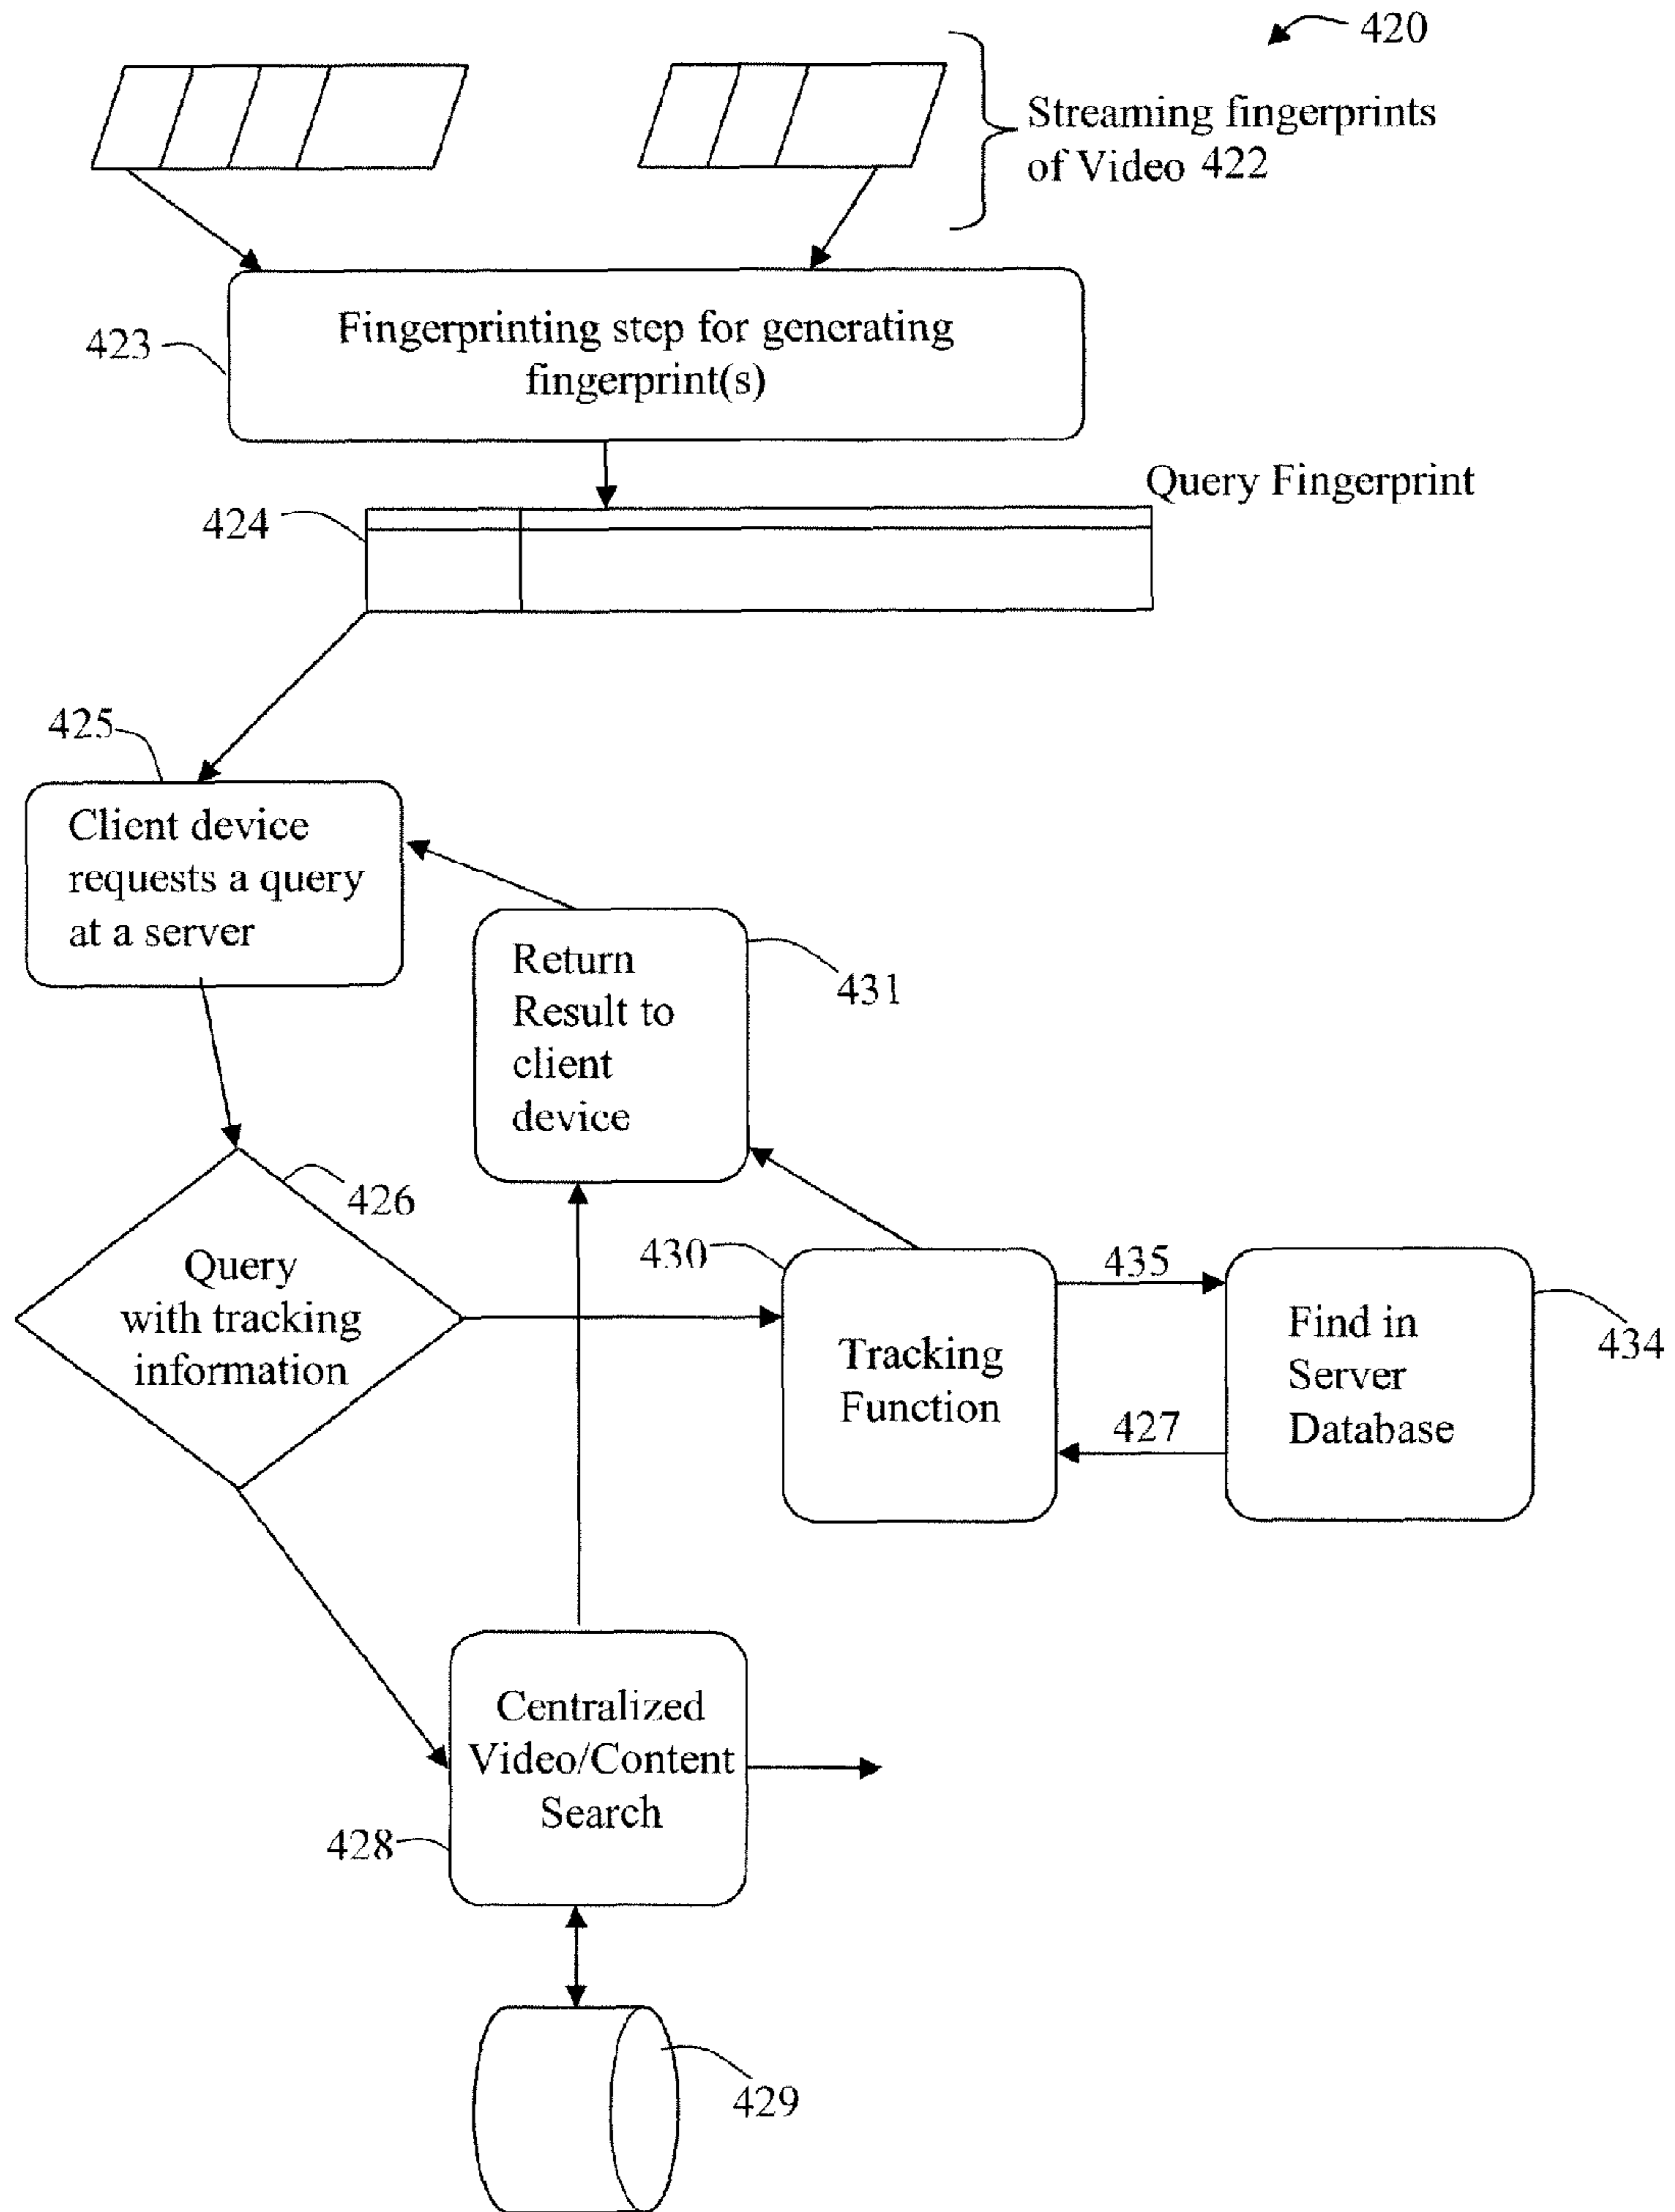 420
Streaming fingerprints
of Video 422
423
Fingerprinting step for generating
fingerprint(s)
Query Fingerprint
424
425
Client device
requests a query
at a server
Return
Result to
client
device
431
426
Query
with tracking
information
430
Tracking
Function
435
427
Find in
Server
Database
434
Centralized
Video/Content
Search
428
429